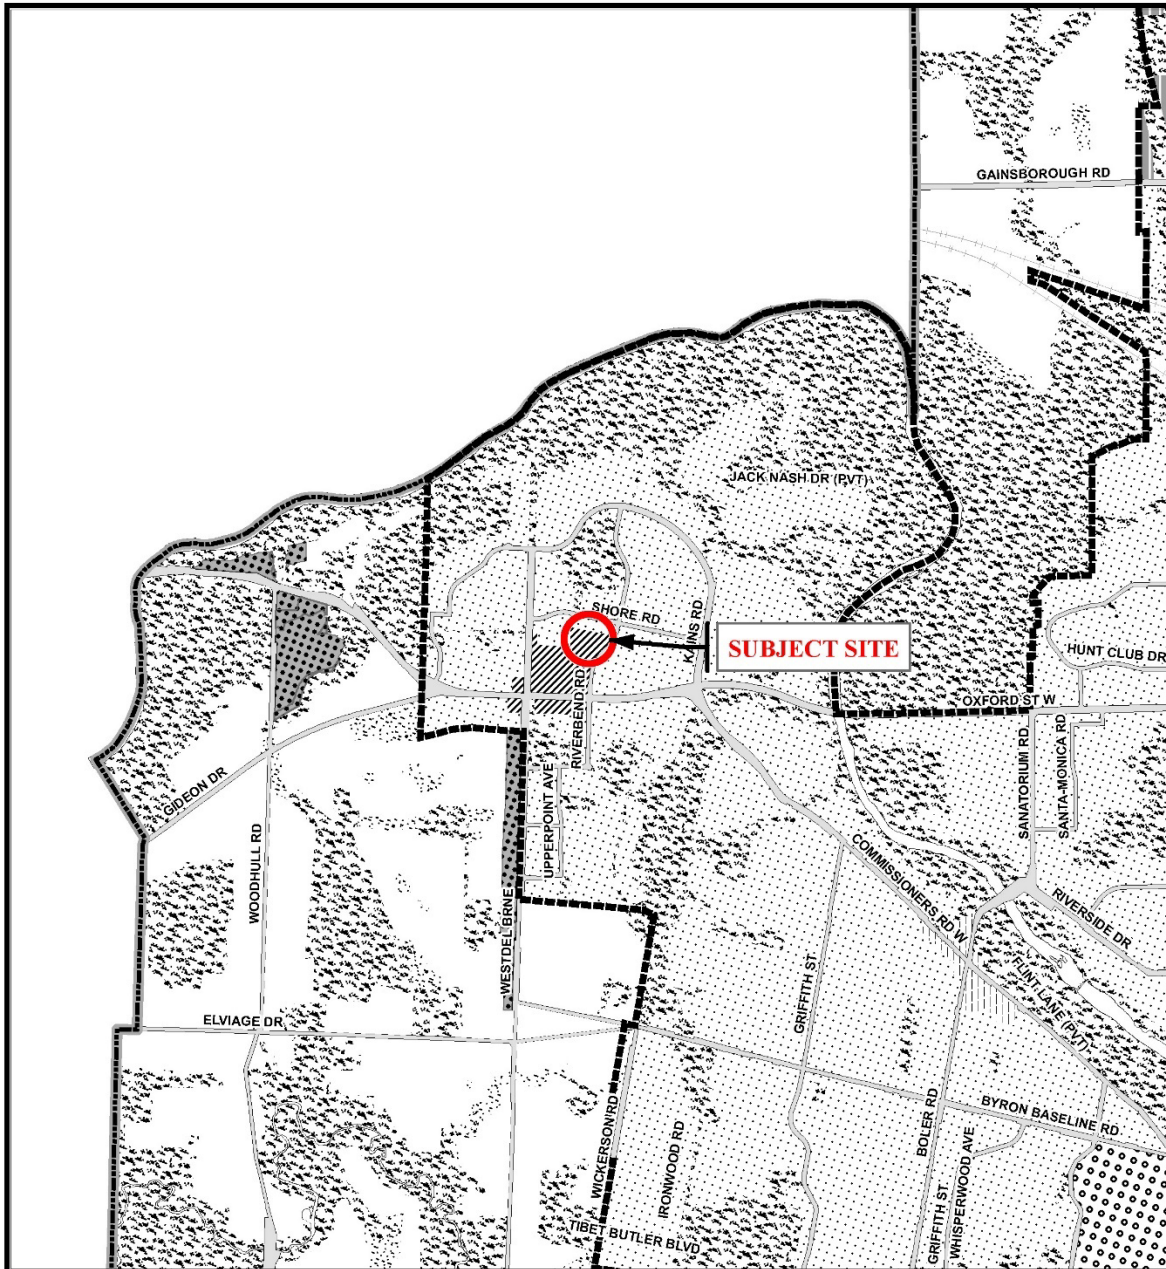 GAINSBOROUGH RD
JACK NASH DR (PVT)
SHORE RD
KAINS RD
SUBJECT SITE
HUNT CLUB DR
OXFORD ST W
RIVERBEND RD
SANATORIUM RD
SANTA-MONICA RD
GIDEON DR
UPPERPOINT AVE
WOODHULL RD
COMMISSIONERS RD W
WESTDEL BRNE
RIVERSIDE DR
FLINT LANE (PVT)
GRIFFITH ST
ELVIAGE DR
BYRON BASELINE RD
BOLER RD
WICKERSON RD
IRONWOOD RD
WHISPERWOOD AVE
GRIFFITH ST
TIBET BUTLER BLVD